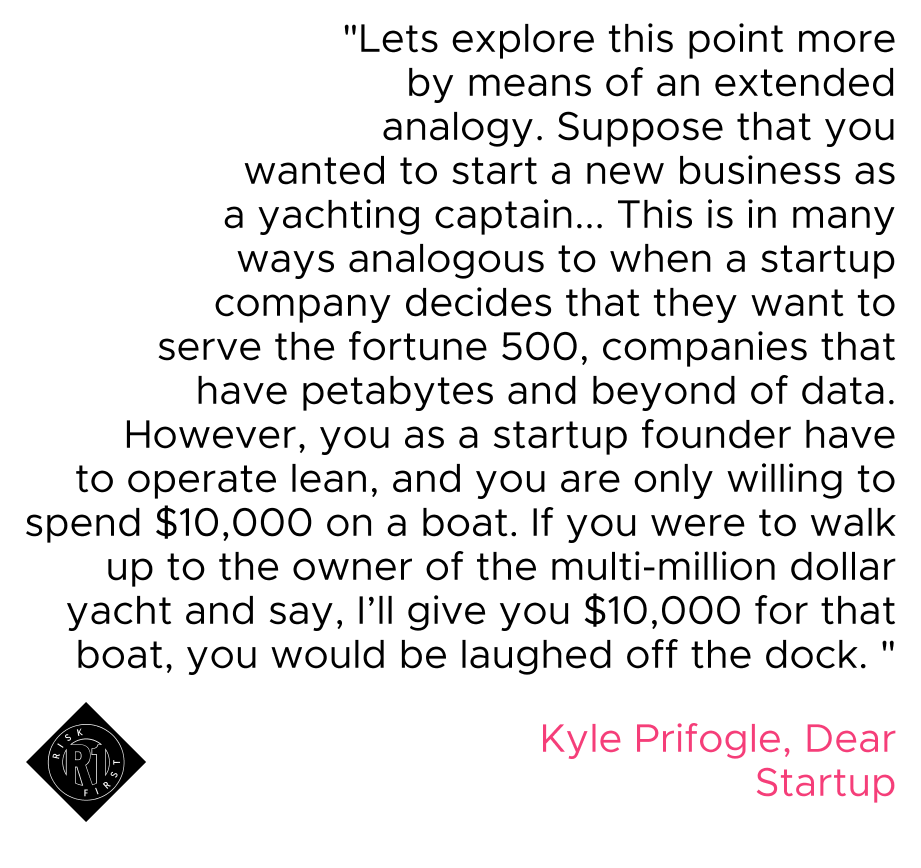 "Lets explore this point more
by means of an extended
analogy. Suppose that you
wanted to start a new business as
a yachting captain... This is in many
ways analogous to when a startup
company decides that they want to
serve the fortune 500, companies that
have petabytes and beyond of data.
However, you as a startup founder have
to operate lean, and you are only willing to
spend $10,000 on a boat. If you were to walk
up to the owner of the multi-million dollar
yacht and say, I’ll give you $10,000 for that
boat, you would be laughed off the dock. "
Kyle Prifogle, Dear
Startup
RISK
R1
FIRST